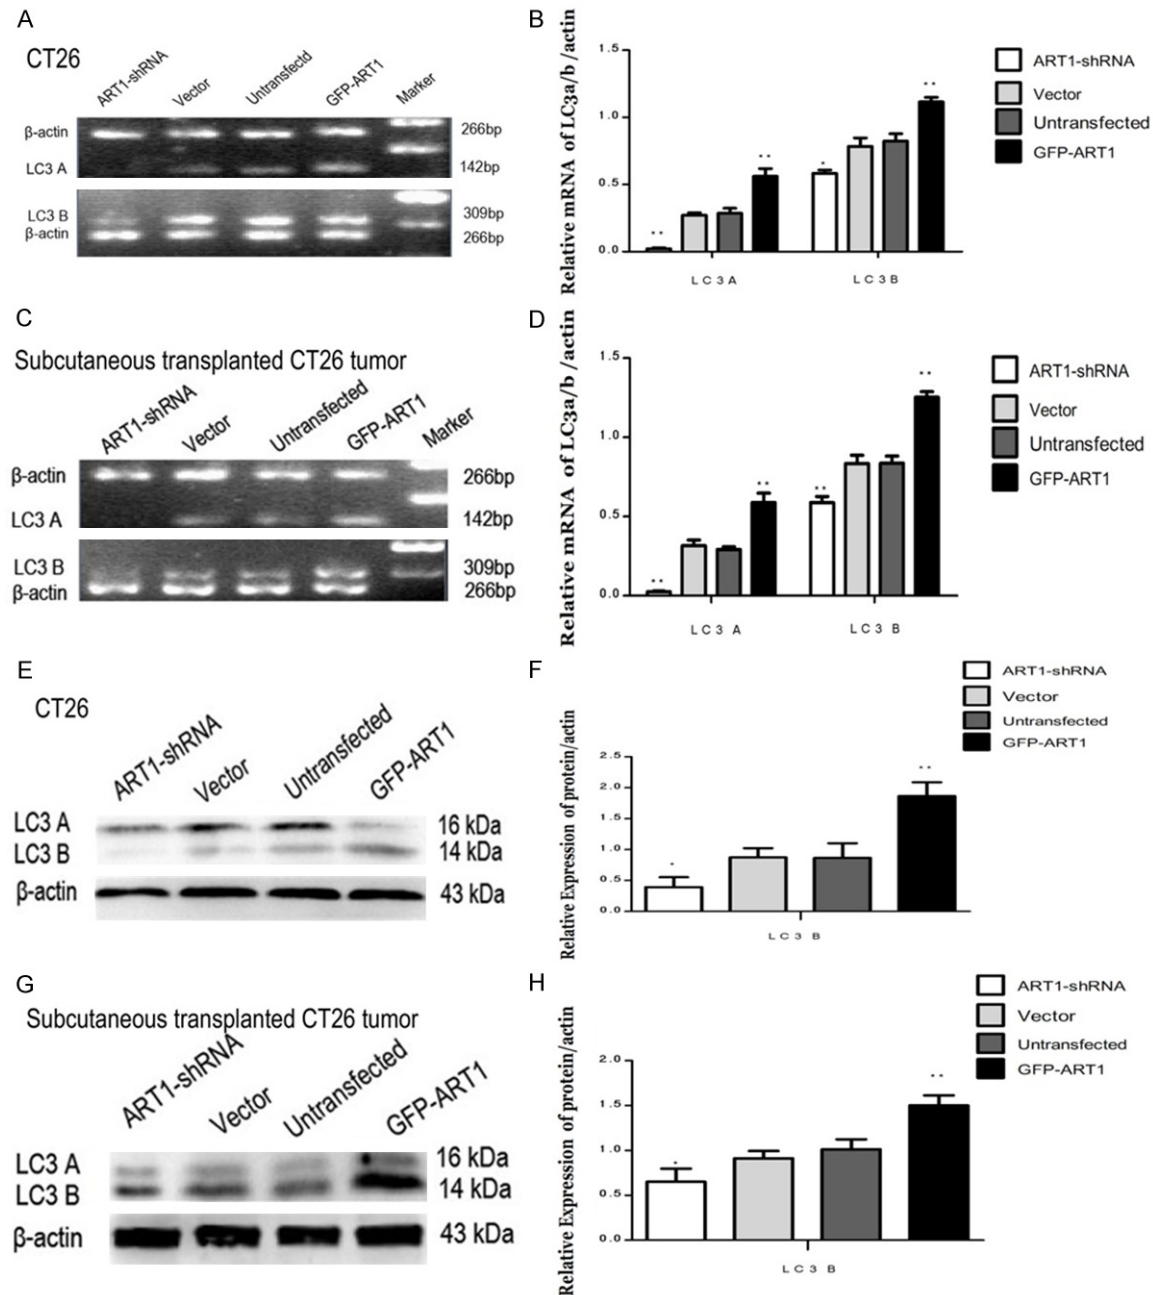 A
CT26
ART1-shRNA
Vector
Untransfectd
GFP-ART1
Marker
β-actin
266bp
LC3 A
142bp
LC3 B
309bp
β-actin
266bp
B
Relative mRNA of LC3a/b /actin
1.5
1.0
0.5
0.0
* *
* *
*
* *
LC3A
LC3B
ART1-shRNA
Vector
Untransfected
GFP-ART1
C
Subcutaneous transplanted CT26 tumor
ART1-shRNA
Vector
Untransfected
GFP-ART1
Marker
β-actin
266bp
LC3 A
142bp
LC3 B
309bp
β-actin
266bp
D
Relative mRNA of LC3a/b /actin
1.5
1.0
0.5
0.0
* *
* *
* *
* *
LC3 A
LC3 B
ART1-shRNA
Vector
Untransfected
GFP-ART1
E
CT26
ART1-shRNA
Vector
Untransfected
GFP-ART1
LC3 A
16 kDa
LC3 B
14 kDa
β-actin
43 kDa
F
Relative Expression of protein/actin
2.5
2.0
1.5
1.0
0.5
0.0
*
* *
LC3 B
ART1-shRNA
Vector
Untransfected
GFP-ART1
G
Subcutaneous transplanted CT26 tumor
ART1-shRNA
Vector
Untransfected
GFP-ART1
LC3 A
16 kDa
LC3 B
14 kDa
β-actin
43 kDa
H
Relative Expression of protein/actin
2.0
1.5
1.0
0.5
0.0
*
* *
LC3 B
ART1-shRNA
Vector
Untransfected
GFP-ART1